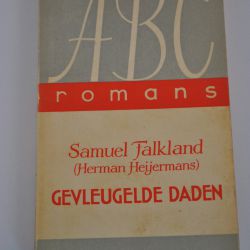 ABC
romans
Samuel Falkland
(Herman Heijermans)
GEVLEUGELDE DADEN